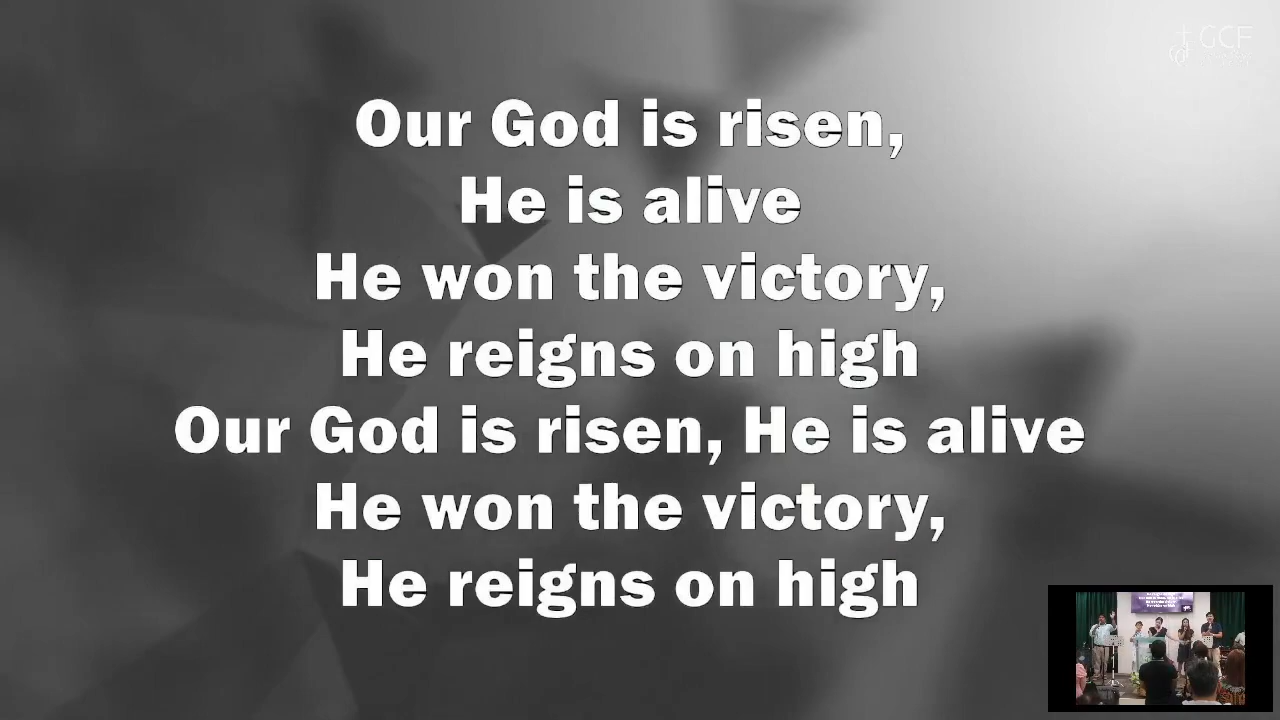 GCF
Our God is risen,
He is alive
He won the victory,
He reigns on high
Our God is risen, He is alive
He won the victory,
He reigns on high